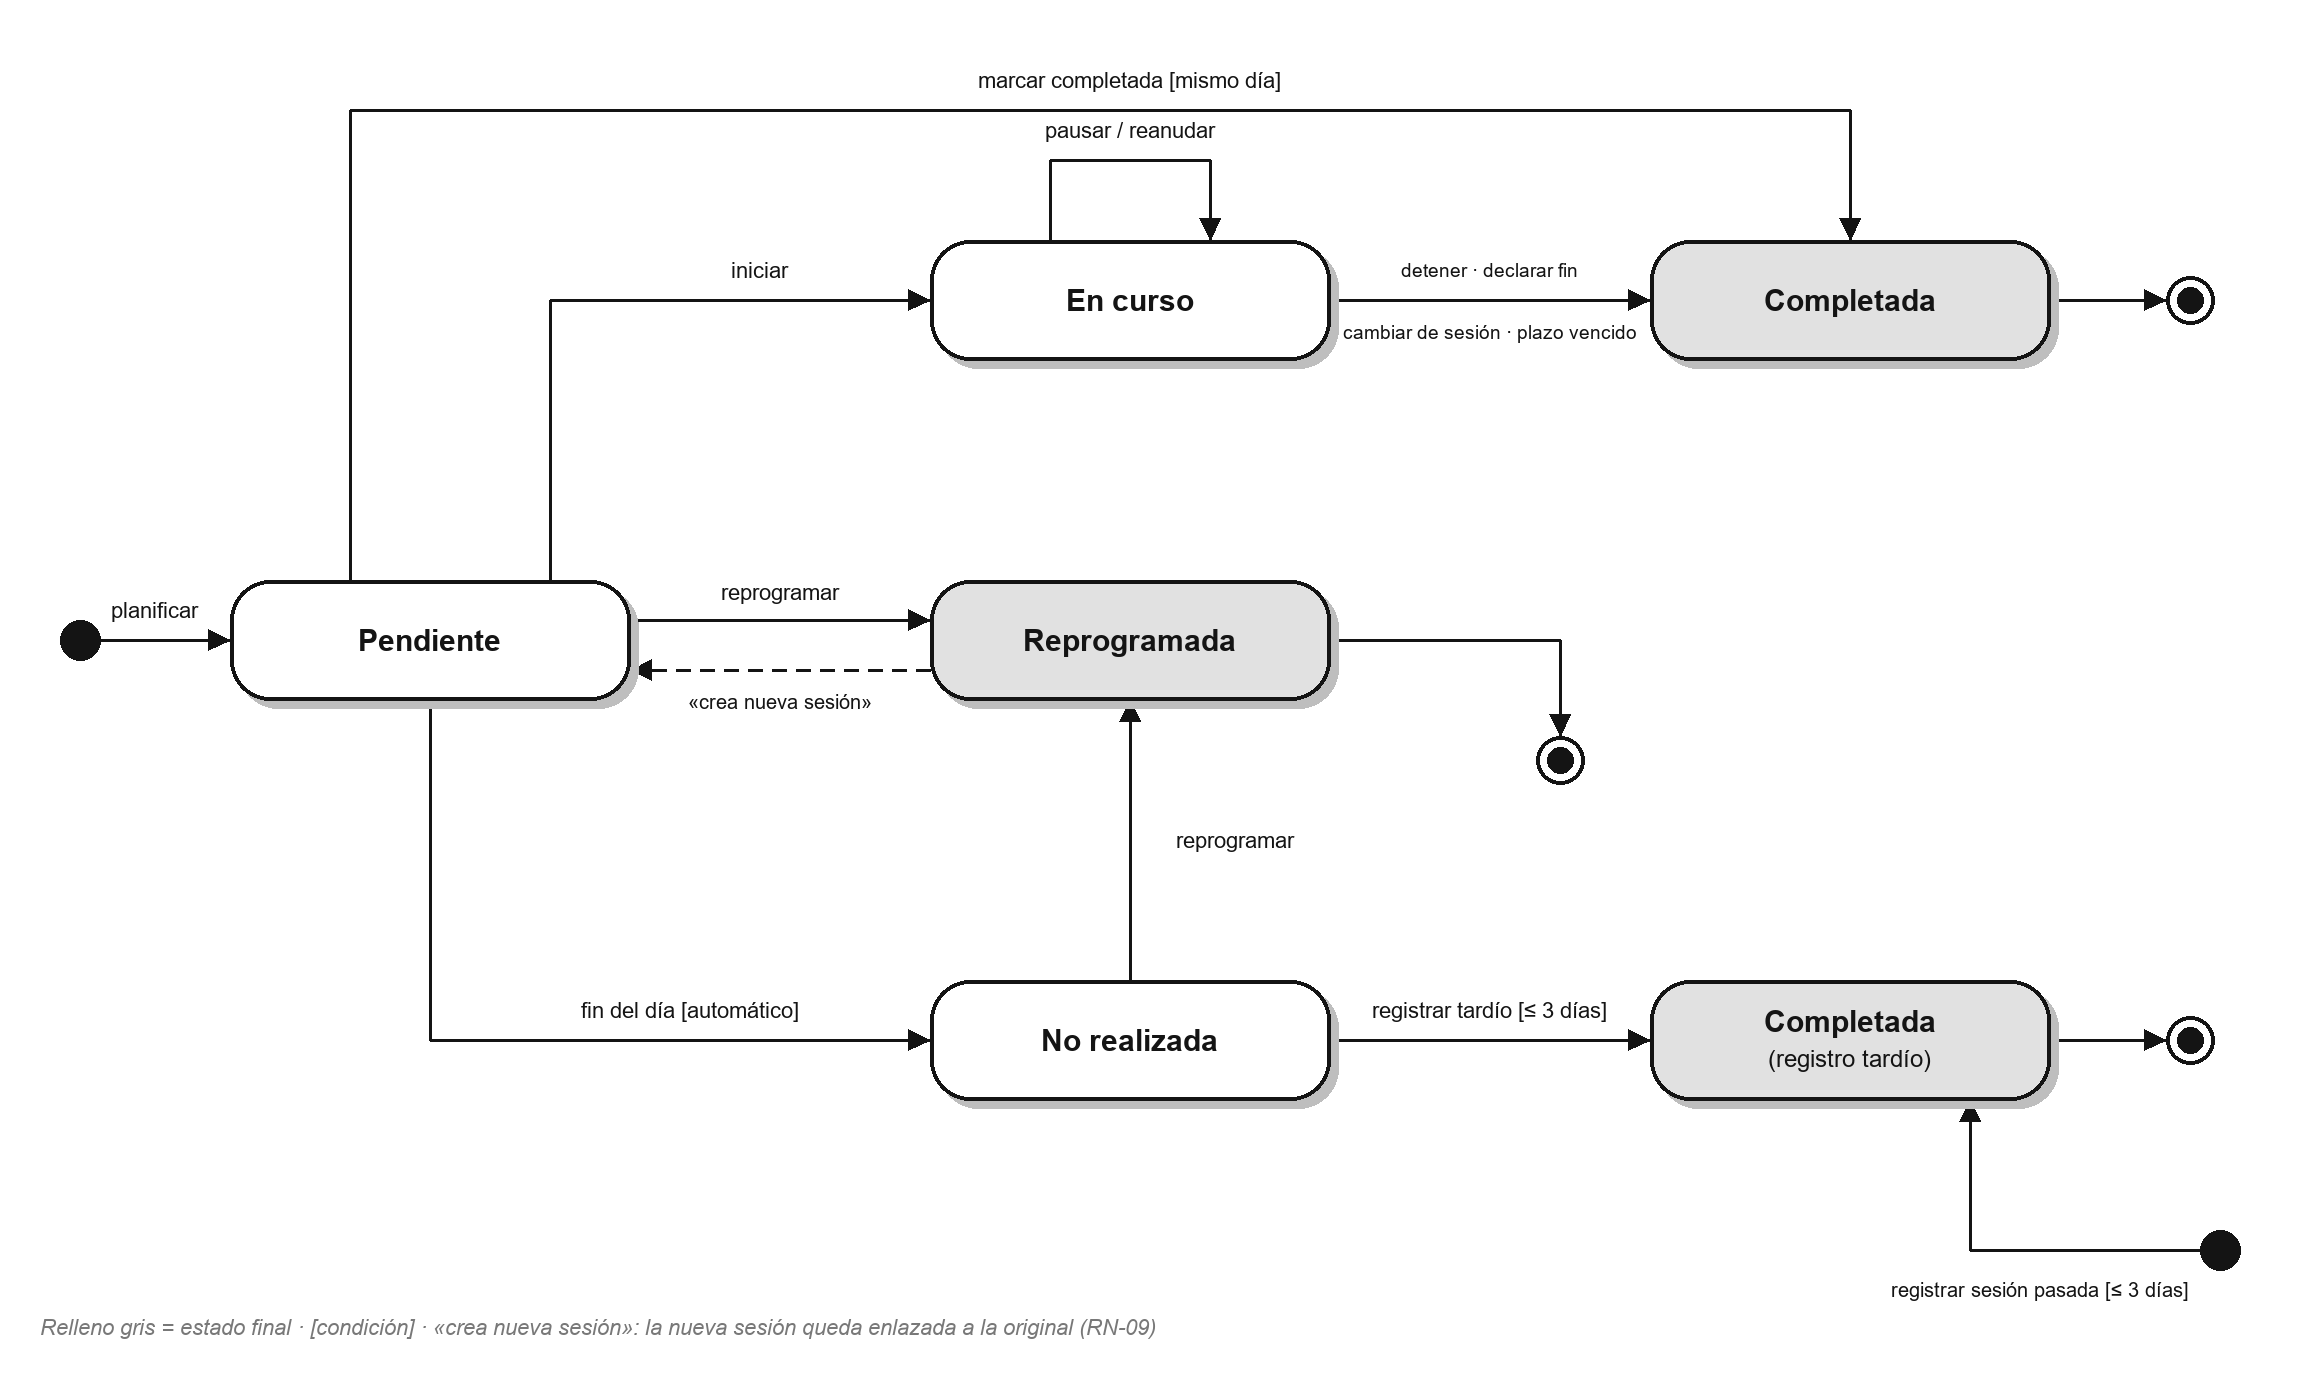 marcar completada [mismo día]
pausar / reanudar
iniciar
En curso
detener · declarar fin
cambiar de sesión · plazo vencido
Completada
planificar
Pendiente
reprogramar
«crea nueva sesión»
Reprogramada
reprogramar
fin del día [automático]
No realizada
registrar tardío [≤ 3 días]
Completada
(registro tardío)
registrar sesión pasada [≤ 3 días]
Relleno gris = estado final · [condición] · «crea nueva sesión»: la nueva sesión queda enlazada a la original (RN-09)